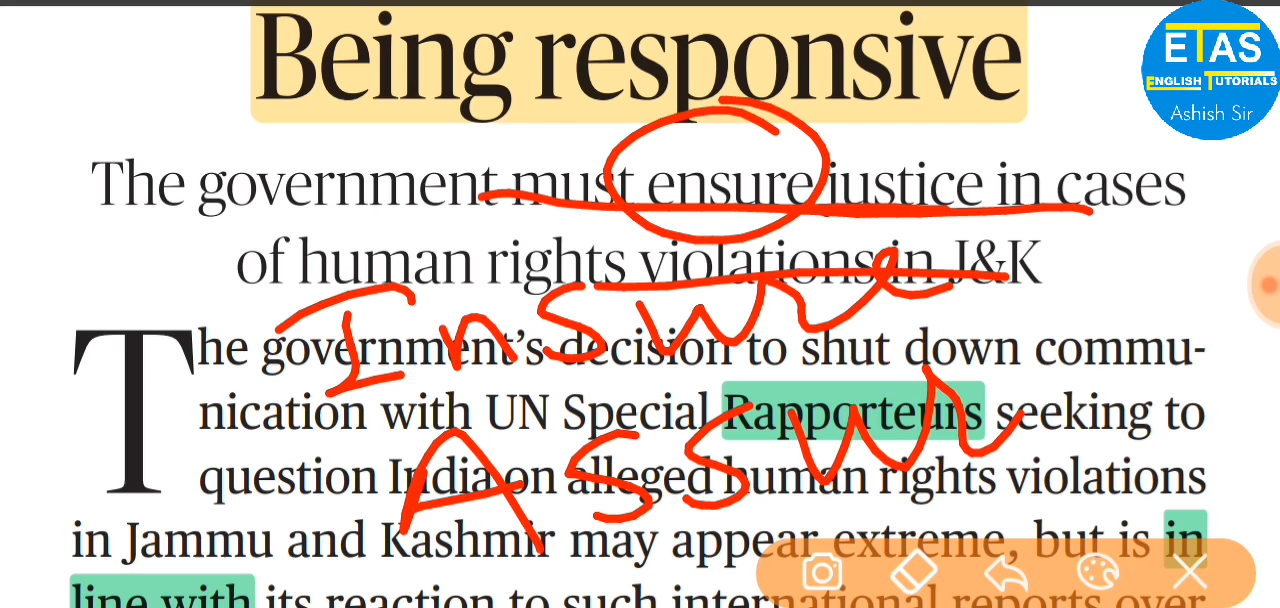 Being responsive
ETAS
ENGLISH TUTORIALS
Ashish Sir
The government must ensure justice in cases
of human rights violations in J&K
Insure
The government's decision to shut down commu-
nication with UN Special Rapporteurs seeking to
Assure
question India on alleged human rights violations
in Jammu and Kashmir may appear extreme, but is in
line with its reaction to such international reports over